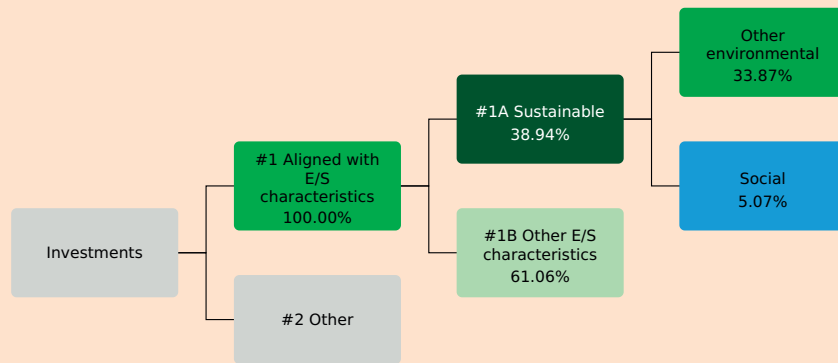 Investments
#1 Aligned with
E/S
characteristics
100.00%
#2 Other
#1A Sustainable
38.94%
#1B Other E/S
characteristics
61.06%
Other
environmental
33.87%
Social
5.07%